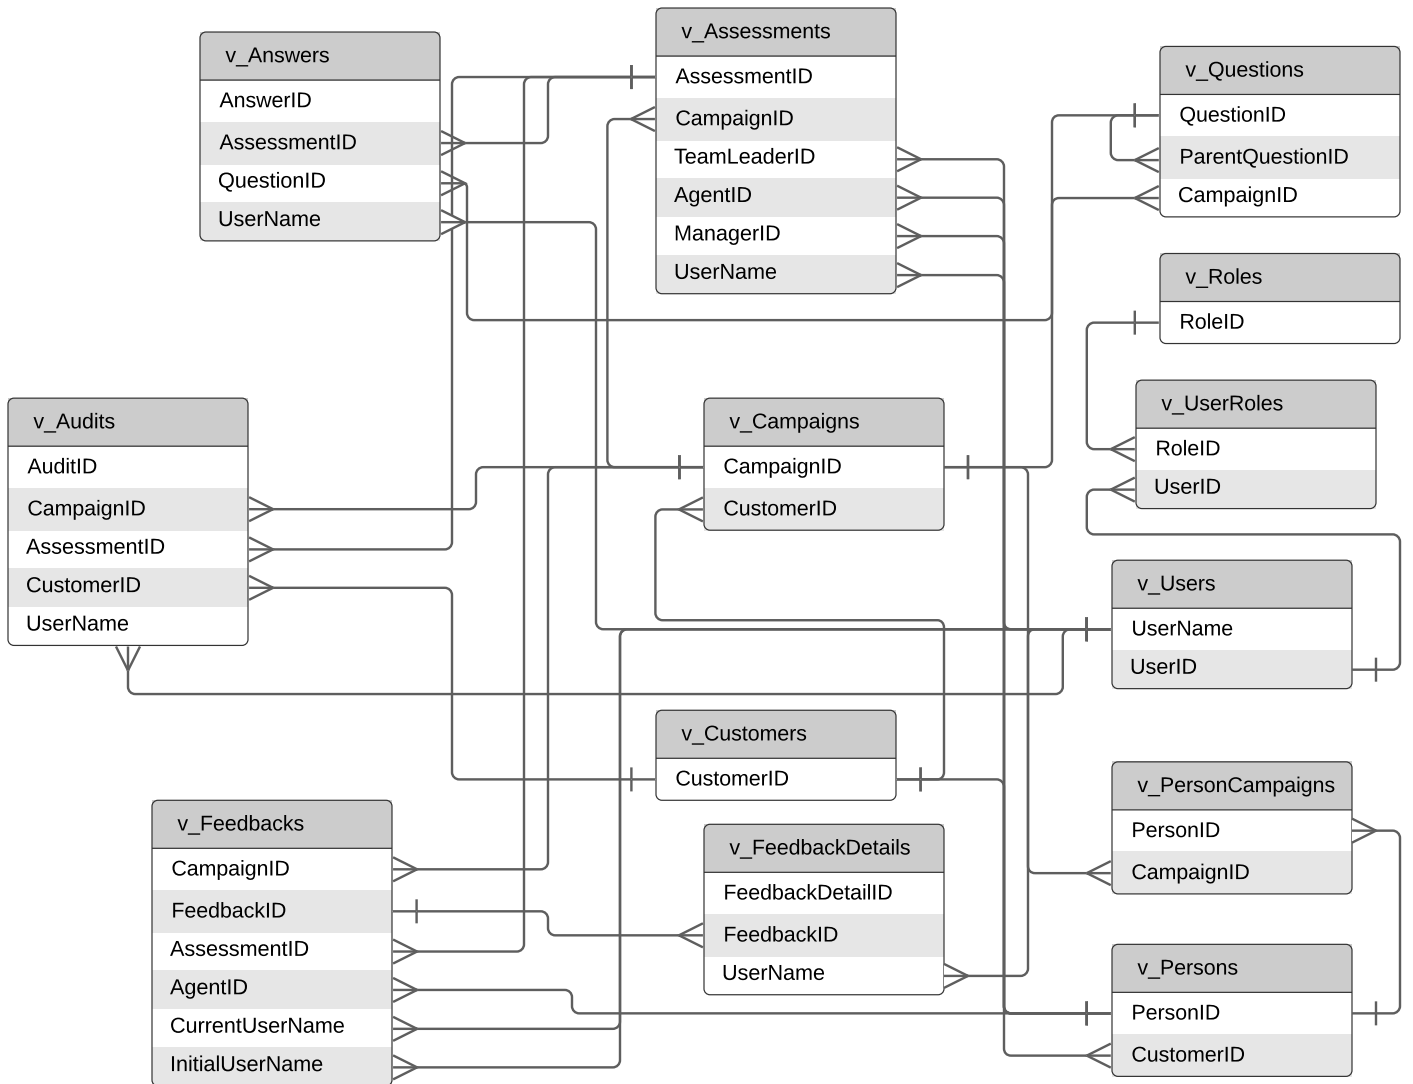 v_Answers
AnswerID
AssessmentID
QuestionID
UserName
v_Assessments
AssessmentID
CampaignID
TeamLeaderID
AgentID
ManagerID
UserName
v_Questions
QuestionID
ParentQuestionID
CampaignID
v_Roles
RoleID
v_UserRoles
RoleID
UserID
v_Audits
AuditID
CampaignID
AssessmentID
CustomerID
UserName
v_Campaigns
CampaignID
CustomerID
v_Users
UserName
UserID
v_Customers
CustomerID
v_PersonCampaigns
PersonID
CampaignID
v_Feedbacks
CampaignID
FeedbackID
AssessmentID
AgentID
CurrentUserName
InitialUserName
v_FeedbackDetails
FeedbackDetailID
FeedbackID
UserName
v_Persons
PersonID
CustomerID